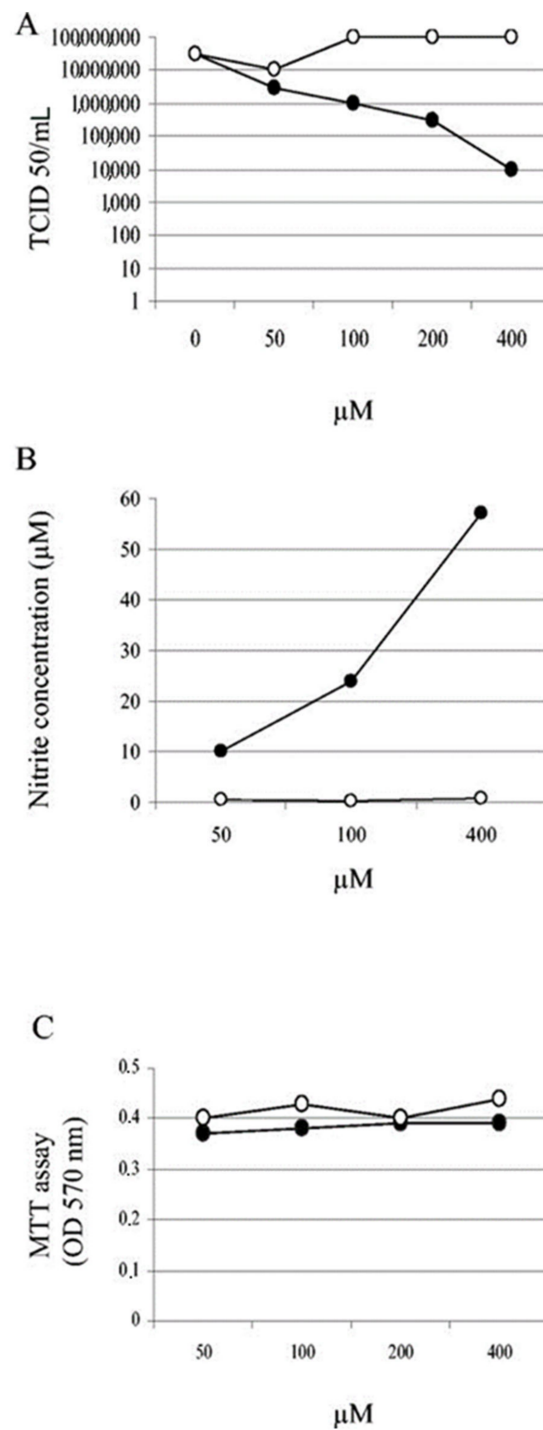 A
TCID 50/mL
100,000,000
10,000,000
1,000,000
100,000
10,000
1,000
100
10
1
0 50 100 200 400
µM
B
Nitrite concentration (µM)
60
50
40
30
20
10
0
50 100 400
µM
C
MTT assay
(OD 570 nm)
0.5
0.4
0.3
0.2
0.1
0
50 100 200 400
µM